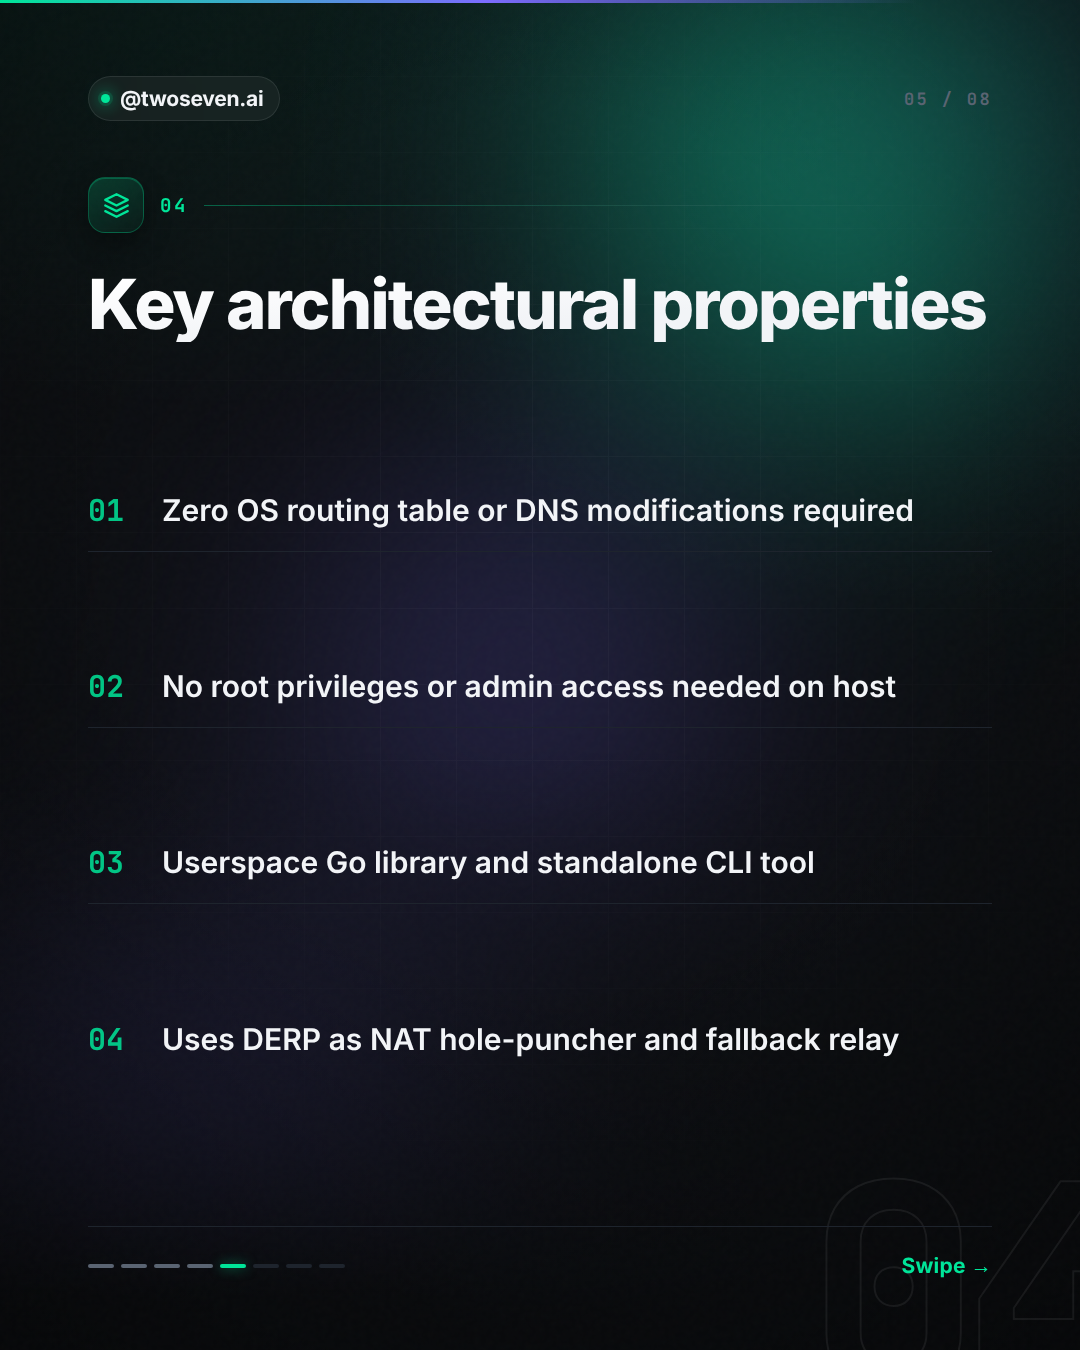 @twoseven.ai
05 / 08
04
Key architectural properties
01 Zero OS routing table or DNS modifications required
02 No root privileges or admin access needed on host
03 Userspace Go library and standalone CLI tool
04 Uses DERP as NAT hole-puncher and fallback relay
Swipe →
04